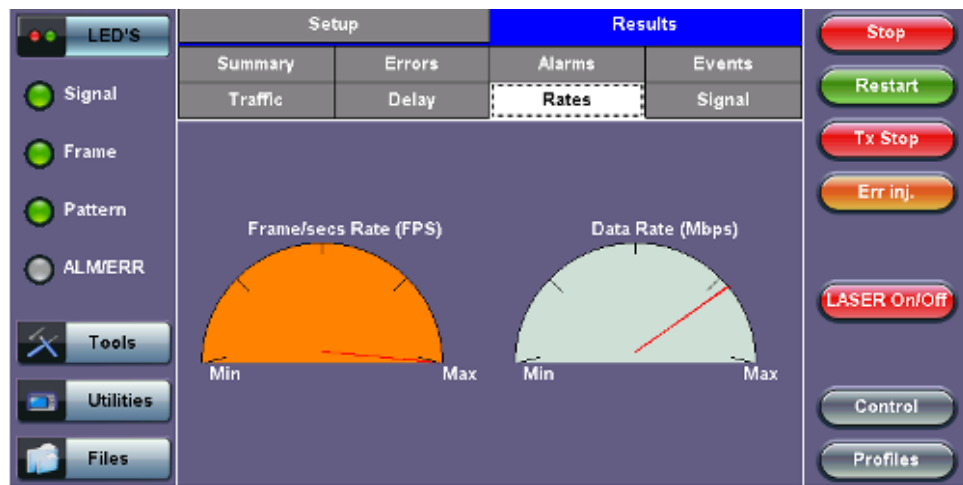 LED'S
Signal
Frame
Pattern
ALM/ERR
Tools
Utilities
Files
Setup
Results
Summary
Errors
Alarms
Events
Traffic
Delay
Rates
Signal
Frame/secs Rate (FPS)
Min
Max
Data Rate (Mbps)
Min
Max
Stop
Restart
Tx Stop
Err inj.
LASER On/Off
Control
Profiles